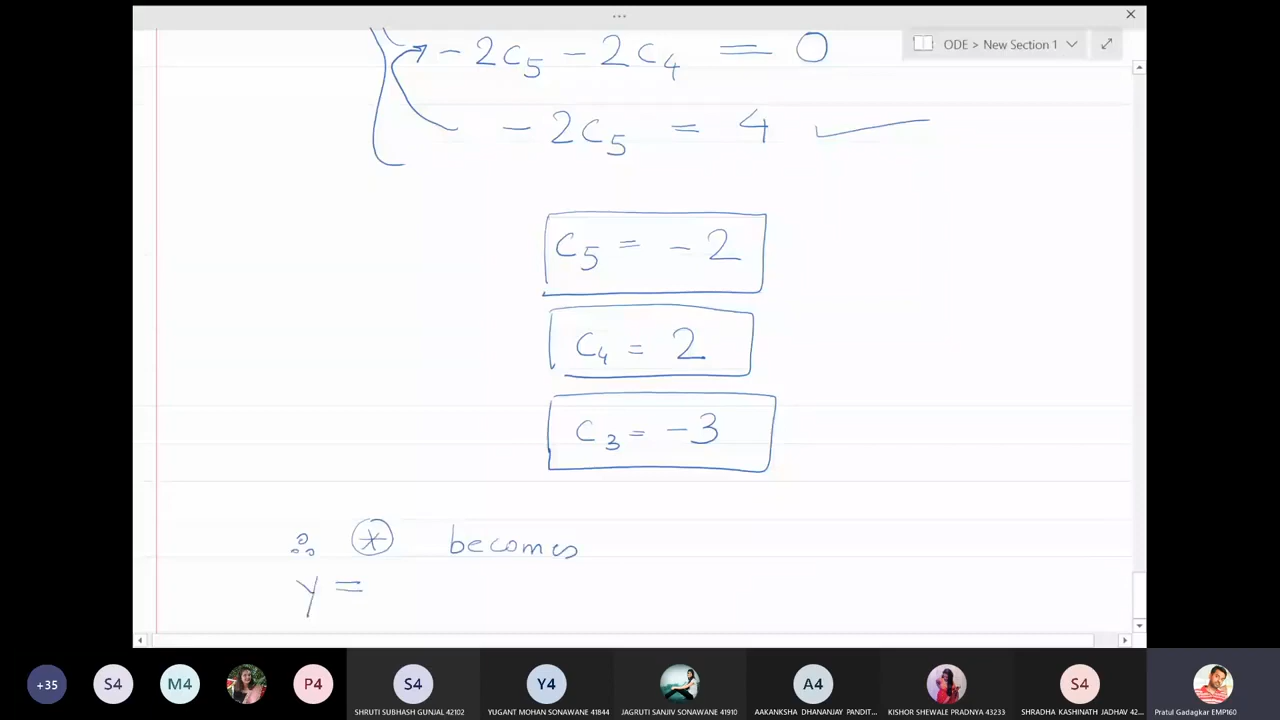 ODE > New Section 1
- 2c₅ - 2c₄ = 0
- 2c₅ = 4
c₅ = - 2
c₄ = 2
c₃ = - 3
∴ ⊛ becomes
y =
+35
S4
M4
P4
S4
Y4
A4
S4
SHRUTI SUBHASH GUNJAL 42102
YUGANT MOHAN SONAWANE 41844
JAGRUTI SANJIV SONAWANE 41910
AAKANKSHA DHANANJAY PANDIT...
KISHOR SHEWALE PRADNYA 43233
SHRADHA KASHINATH JADHAV 42...
Pratul Gadagkar EMP160